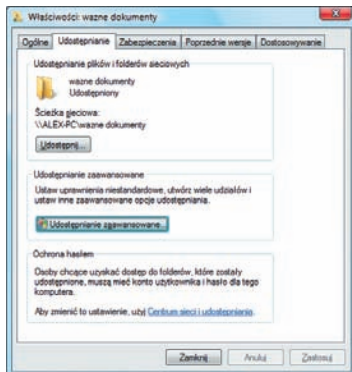 Właściwości: wazne dokumenty
Ogólne Udostępnianie Zabezpieczenia Poprzednie wersje Dostosowywanie
Udostępnianie plików i folderów sieciowych
wazne dokumenty
Udostępniony
Ścieżka sieciowa:
\\ALEX-PC\wazne dokumenty
Udostępnij...
Udostępnianie zaawansowane
Ustaw uprawnienia niestandardowe, utwórz wiele udziałów i
ustaw inne zaawansowane opcje udostępniania.
Udostępnianie zaawansowane...
Ochrona hasłem
Osoby chcące uzyskać dostęp do folderów, które zostały
udostępnione, muszą mieć konto użytkownika i hasło dla tego
komputera.
Aby zmienić to ustawienie, użyj Centrum sieci i udostępniania.
Zamknij Anuluj Zastosuj